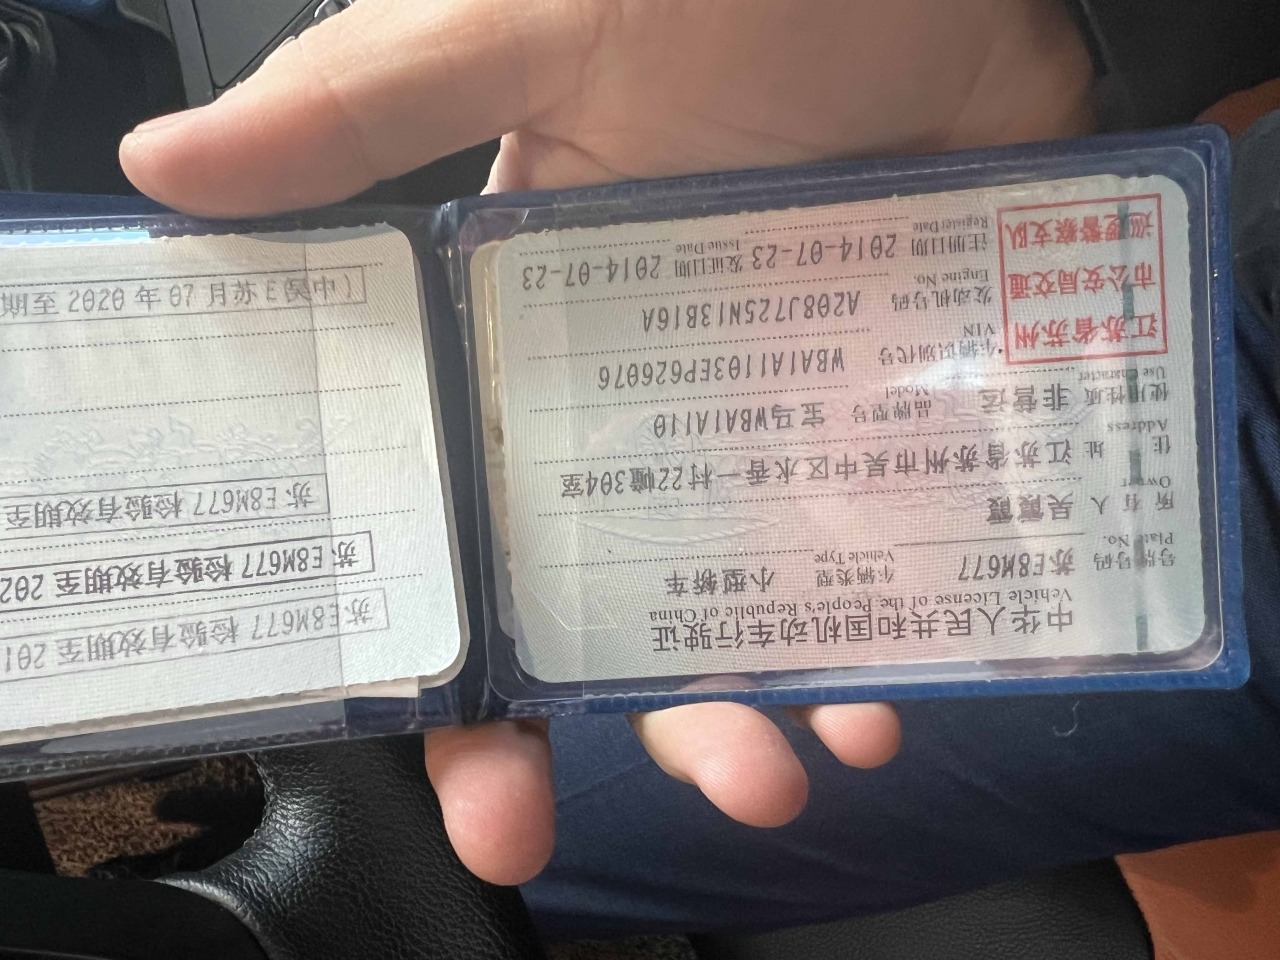 中华人民共和国机动车行驶证
Vehicle License of the People's Republic of China
号牌号码 苏E8M677 车辆类型 小型轿车
Plate No. Vehicle Type
所有人 吴霞霞
Owner
住址 江苏省苏州市吴中区水香一村22幢304室
Address
使用性质 非营运 品牌型号 宝马WBA1A110
Use Character Model
车辆识别代号 WBA1A1103EP626076
VIN
发动机号码 A208J725N13B16A
Engine No.
注册日期 2014-07-23 发证日期 2014-07-23
Register Date Issue Date
江苏省苏州
市公安局交通
巡逻警察支队
苏E8M677 检验有效期至 201
苏E8M677 检验有效期至 202
苏E8M677 检验有效期至
期至 2020 年 07 月苏E(吴中)